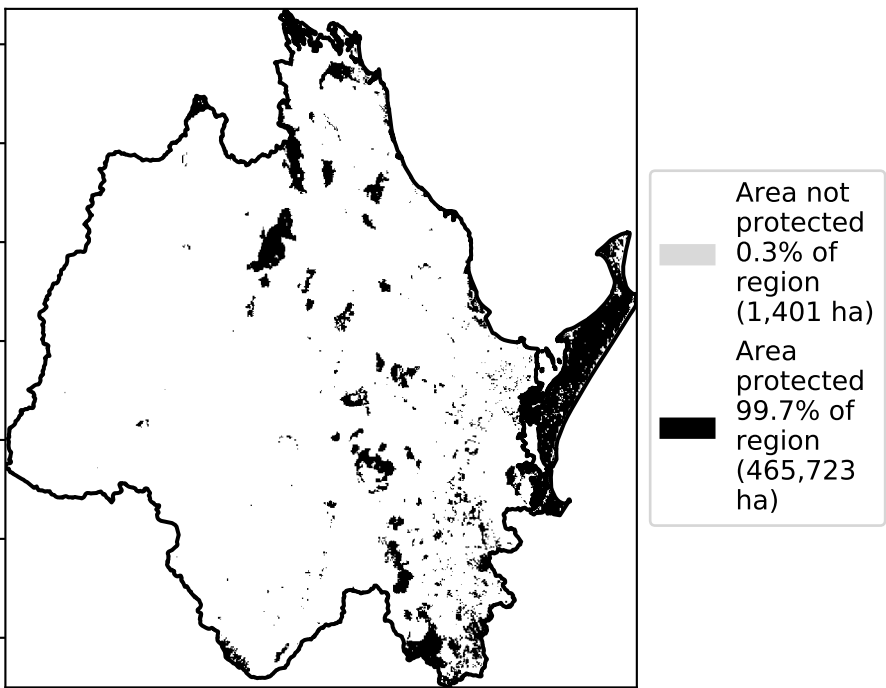 Area not
protected
0.3% of
region
(1,401 ha)
Area
protected
99.7% of
region
(465,723
ha)